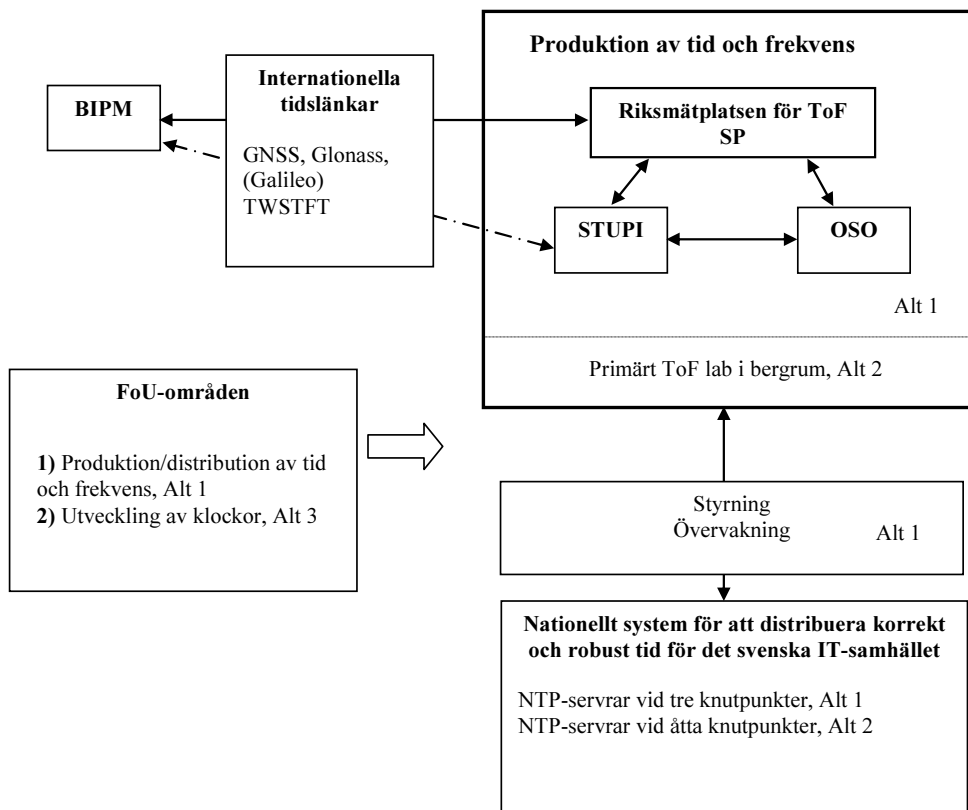 Produktion av tid och frekvens
Internationella
tidslänkar
BIPM
Riksmätplatsen för ToF
SP
GNSS, Glonass,
(Galileo)
TWSTFT
STUPI
OSO
Alt 1
Primärt ToF lab i bergrum, Alt 2
FoU-områden
1) Produktion/distribution av tid
och frekvens, Alt 1
2) Utveckling av klockor, Alt 3
Styrning
Övervakning
Alt 1
Nationellt system för att distribuera korrekt
och robust tid för det svenska IT-samhället
NTP-servrar vid tre knutpunkter, Alt 1
NTP-servrar vid åtta knutpunkter, Alt 2